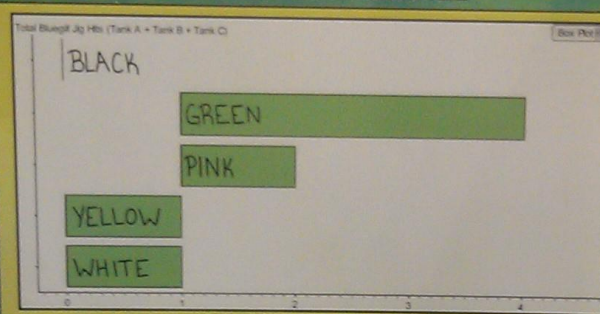 Total Bluegill Jig Hits (Tank A + Tank B + Tank C)
Box Plot
BLACK
GREEN
PINK
YELLOW
WHITE
0 1 2 3 4